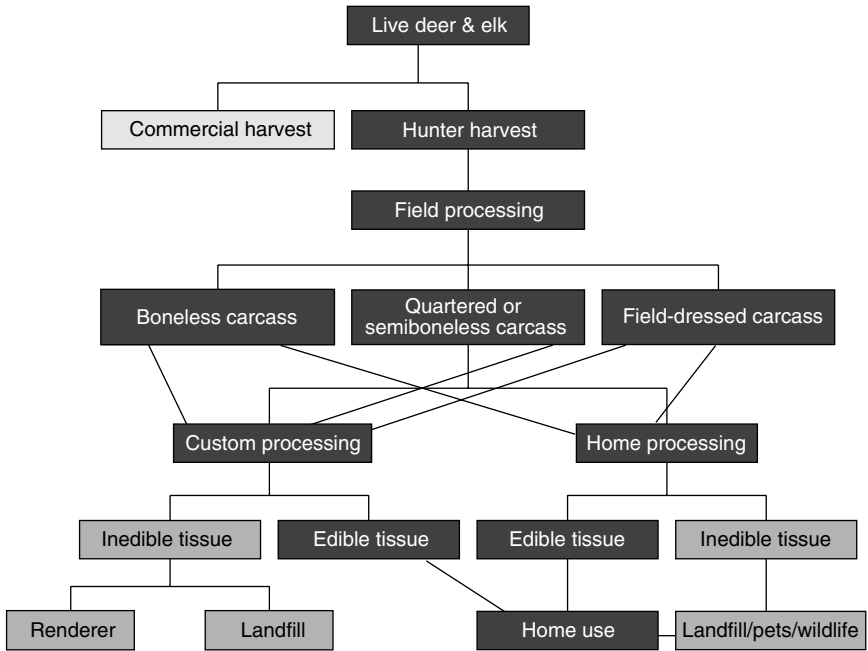 Live deer & elk
Commercial harvest
Hunter harvest
Field processing
Boneless carcass
Quartered or
semiboneless carcass
Field-dressed carcass
Custom processing
Home processing
Inedible tissue
Edible tissue
Edible tissue
Inedible tissue
Renderer
Landfill
Home use
Landfill/pets/wildlife